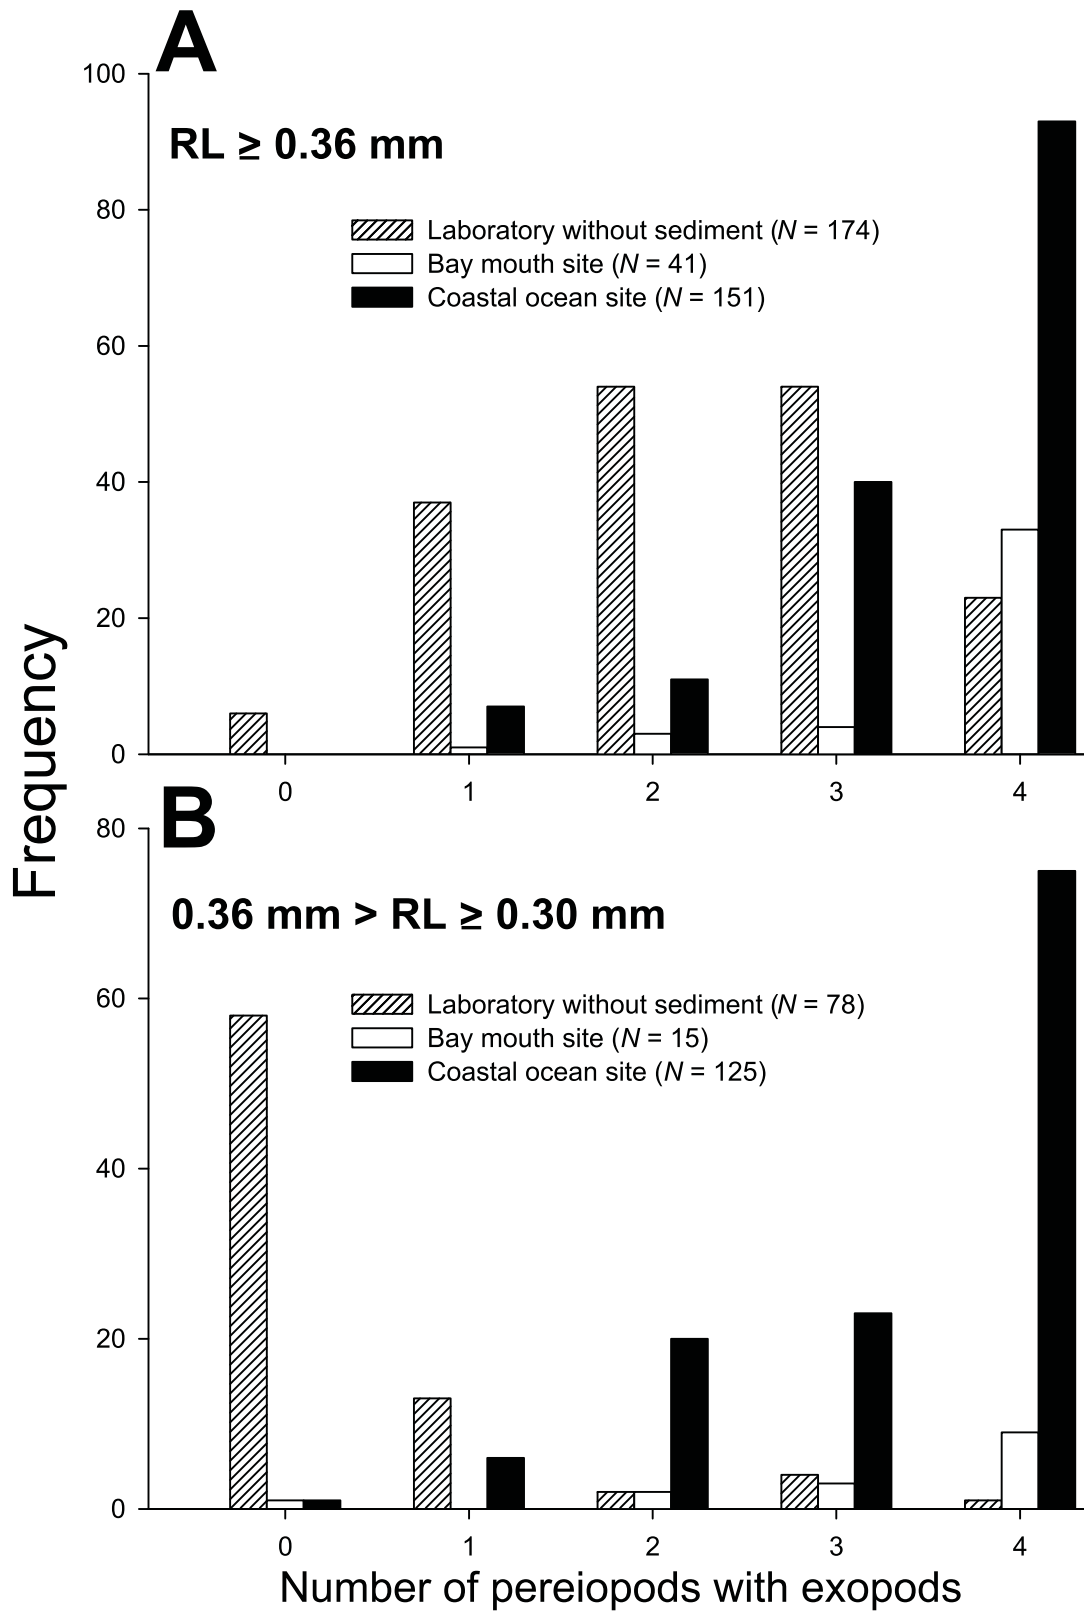 A
100
RL ≥ 0.36 mm
80
Laboratory without sediment (N = 174)
Bay mouth site (N = 41)
Coastal ocean site (N = 151)
60
40
20
0
0 1 2 3 4
Frequency
B
80
0.36 mm > RL ≥ 0.30 mm
60
Laboratory without sediment (N = 78)
Bay mouth site (N = 15)
Coastal ocean site (N = 125)
40
20
0
0 1 2 3 4
Number of pereiopods with exopods